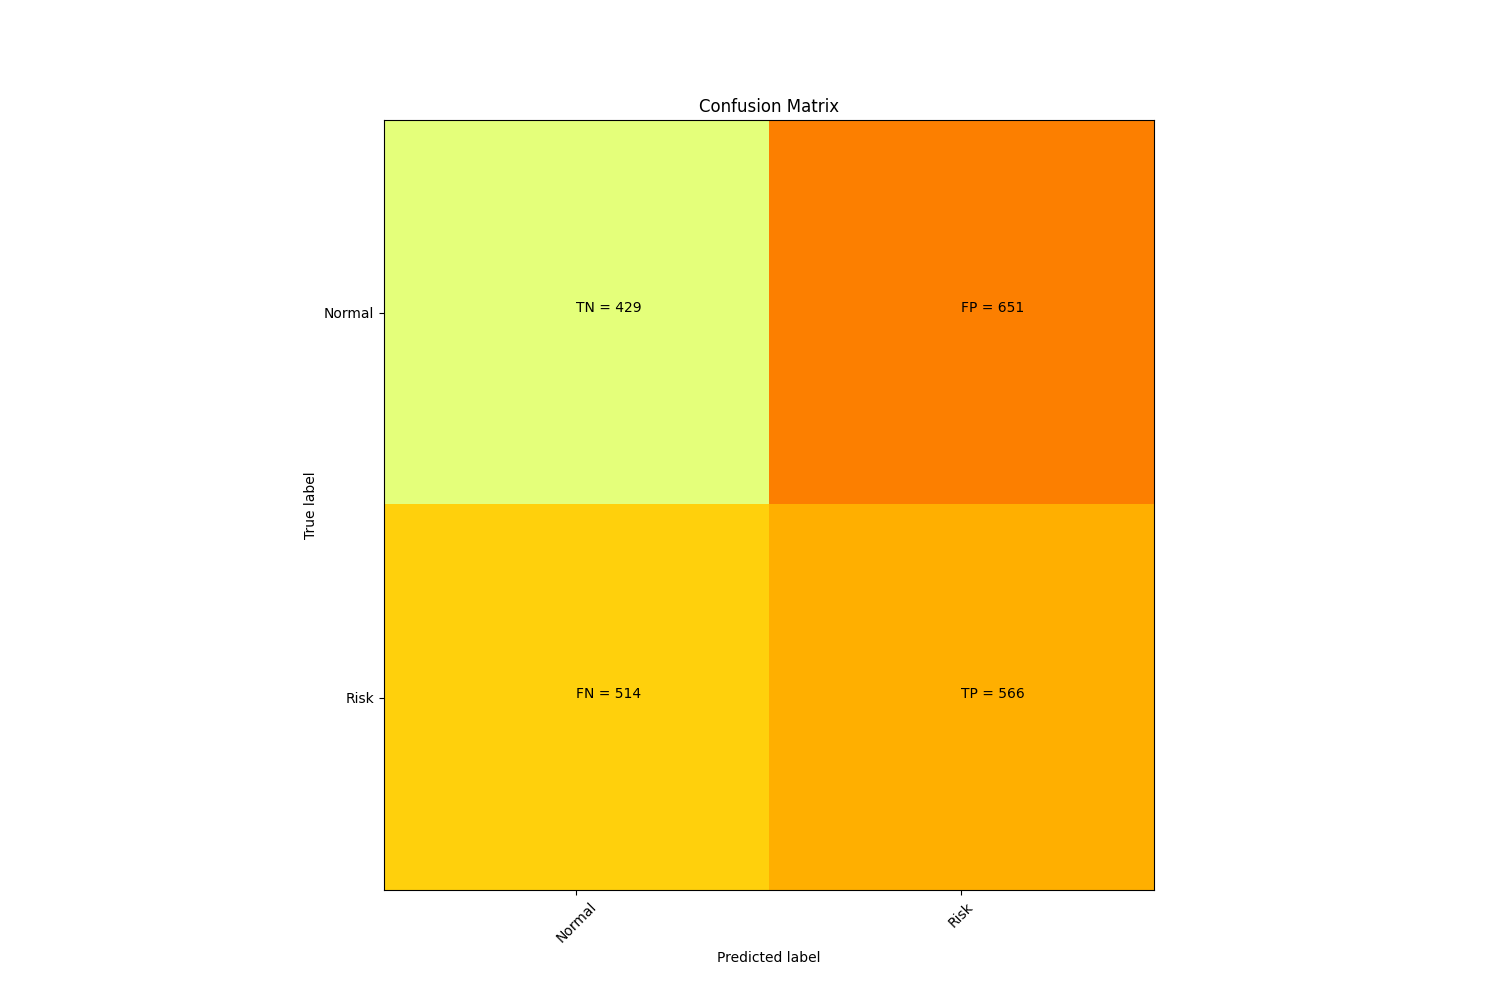 Confusion Matrix
TN = 429
FP = 651
Normal
True label
FN = 514
TP = 566
Risk
Normal
Risk
Predicted label